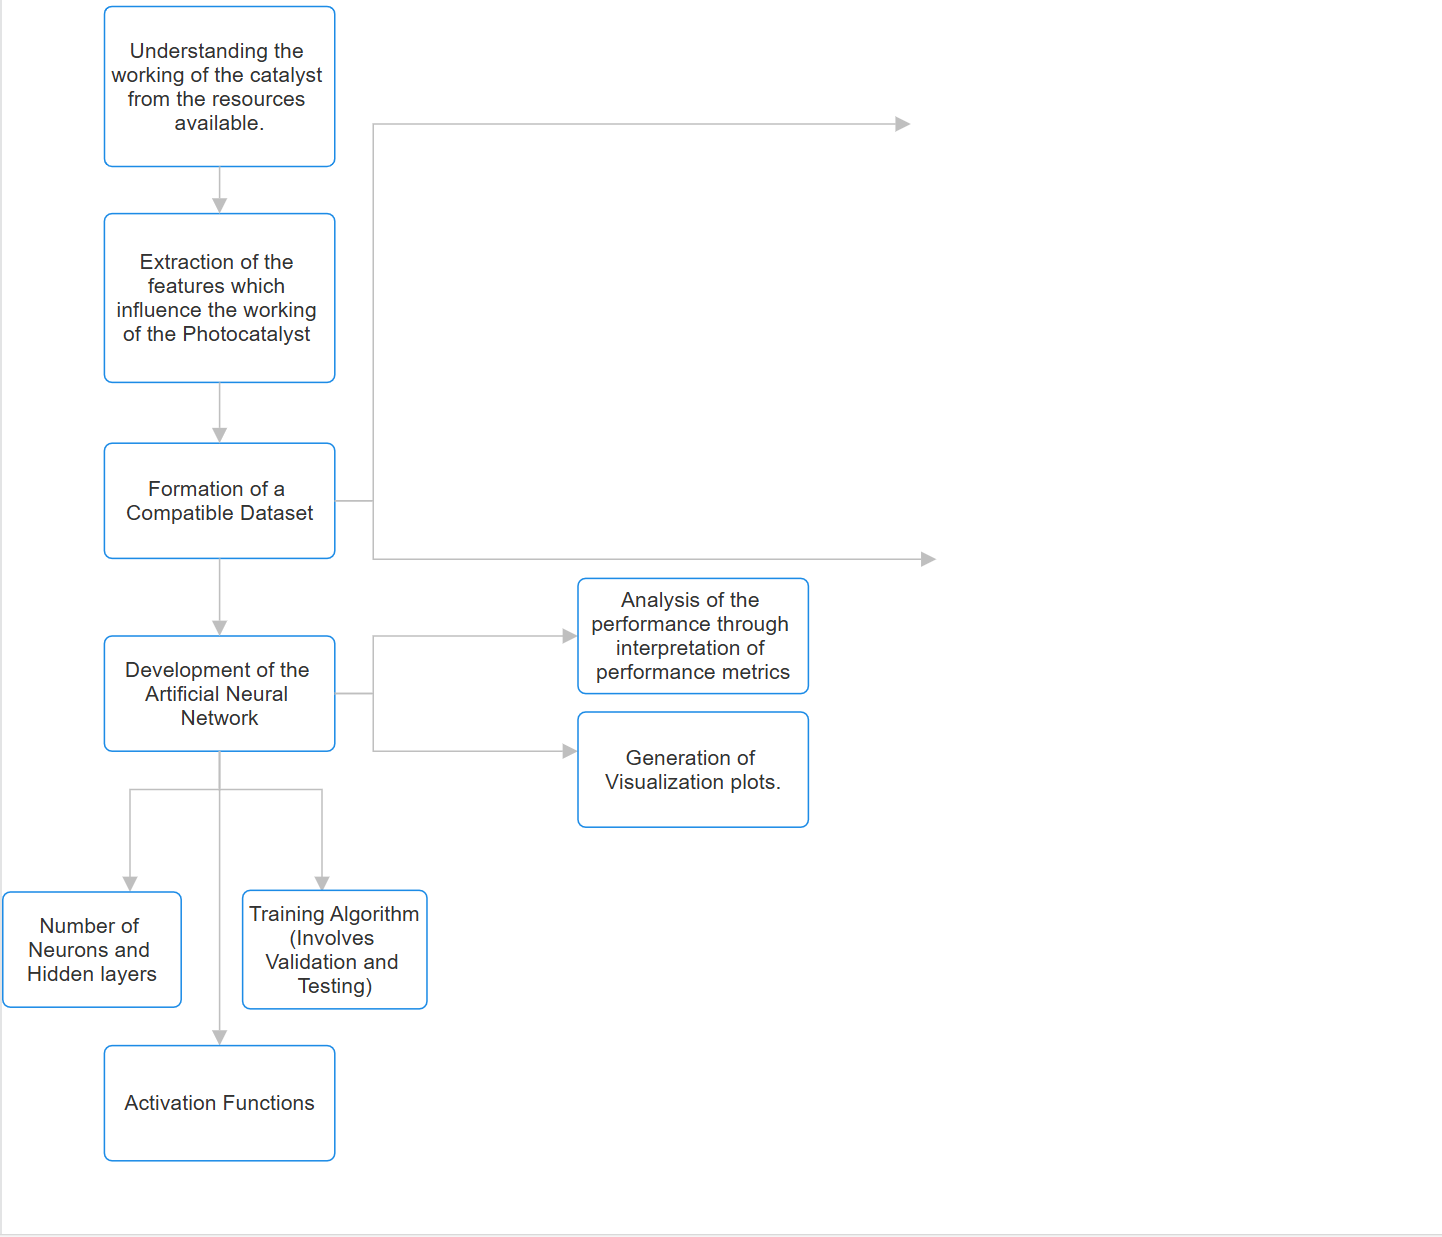 Understanding the
working of the catalyst
from the resources
available.
Extraction of the
features which
influence the working
of the Photocatalyst
Formation of a
Compatible Dataset
Development of the
Artificial Neural
Network
Analysis of the
performance through
interpretation of
performance metrics
Generation of
Visualization plots.
Number of
Neurons and
Hidden layers
Training Algorithm
(Involves
Validation and
Testing)
Activation Functions